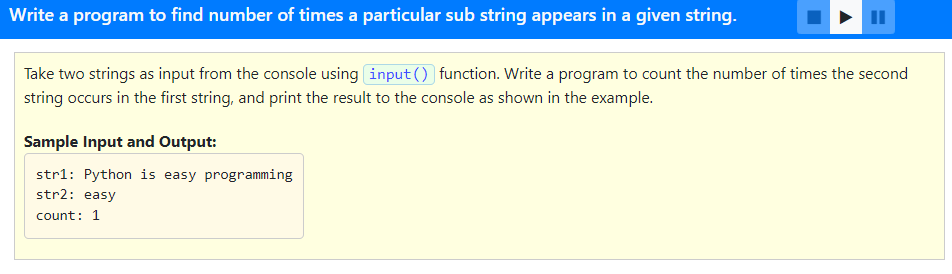 Write a program to find number of times a particular sub string appears in a given string.
Take two strings as input from the console using input() function. Write a program to count the number of times the second
string occurs in the first string, and print the result to the console as shown in the example.
Sample Input and Output:
str1: Python is easy programming
str2: easy
count: 1